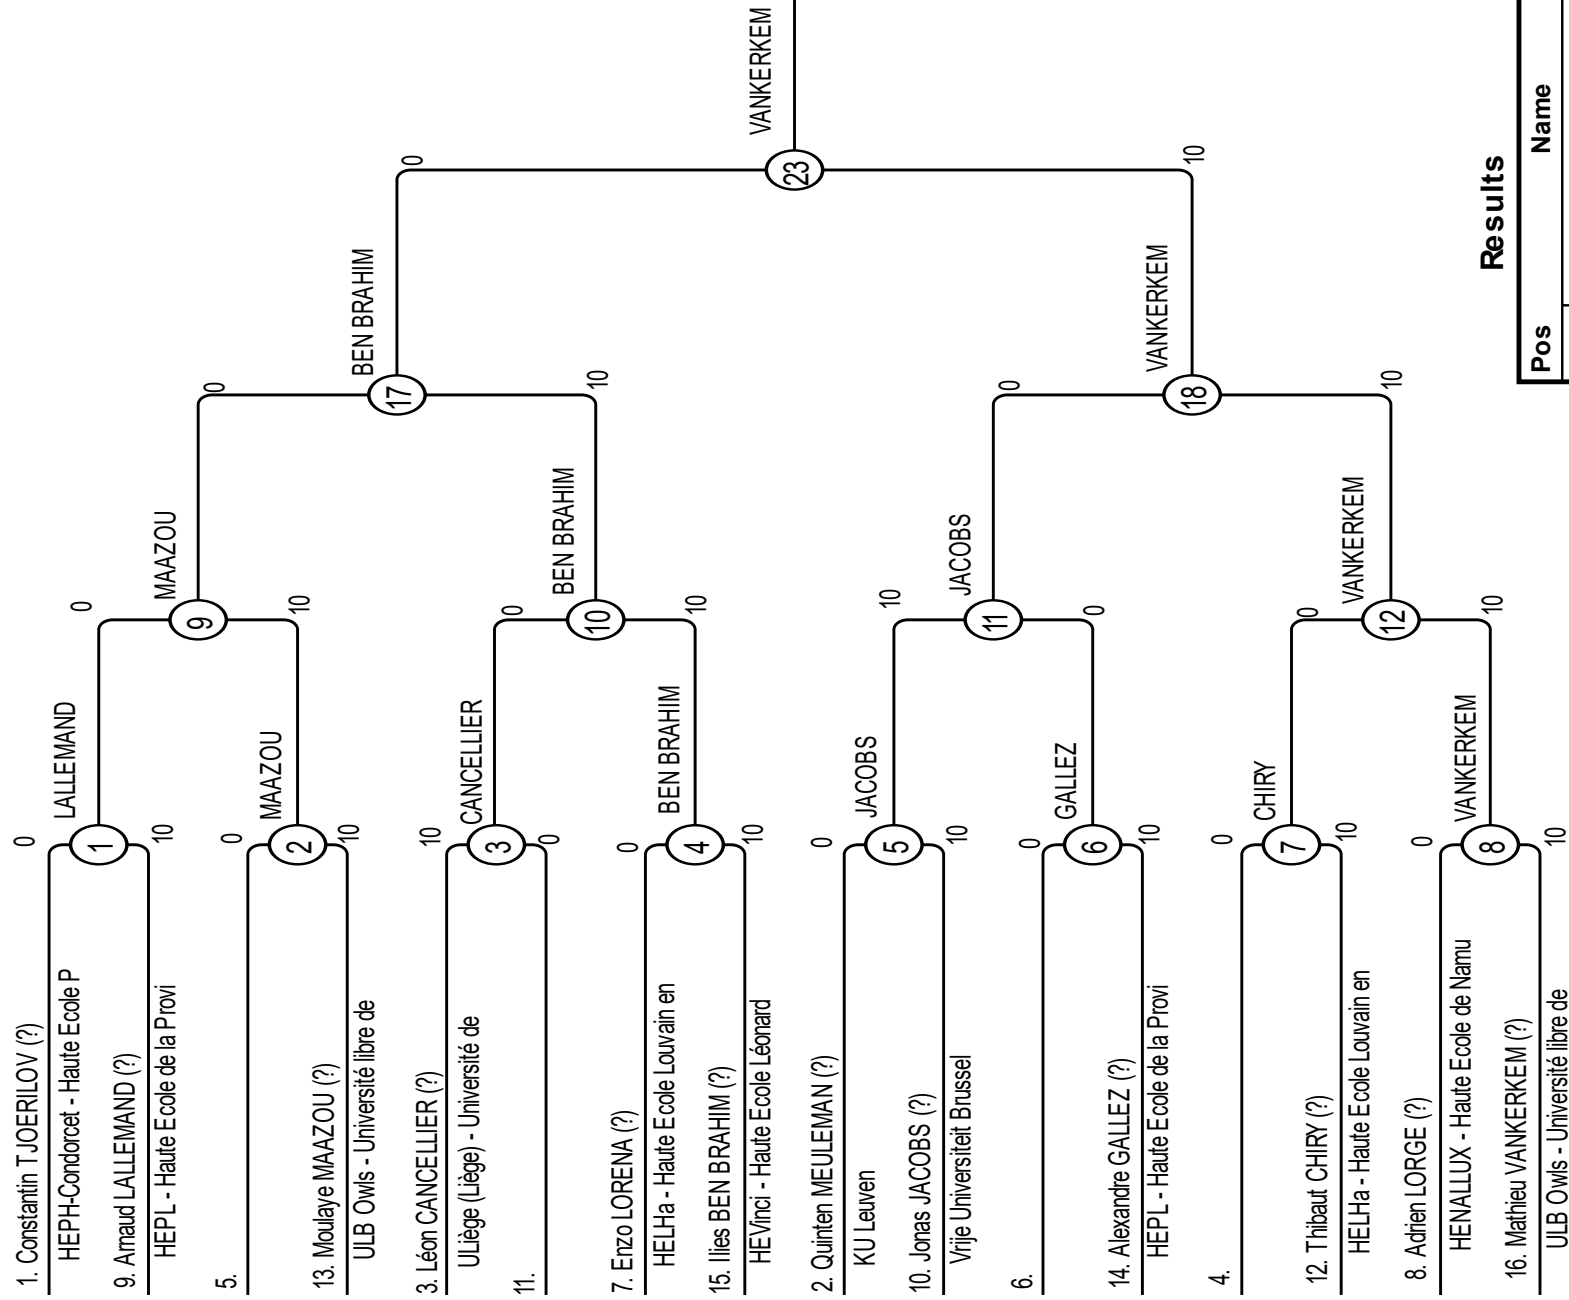 1. Constantin TJOERILOV (?)
HEPH-Condorcet - Haute Ecole P
9. Arnaud LALLEMAND (?)
HEPL - Haute Ecole de la Provi
5.
13. Moulaye MAAZOU (?)
ULB Owls - Université libre de
3. Léon CANCELLIER (?)
ULiège (Liège) - Université de
11.
7. Enzo LORENA (?)
HELHa - Haute Ecole Louvain en
15. Ilies BEN BRAHIM (?)
HEVinci - Haute Ecole Léonard
2. Quinten MEULEMAN (?)
KU Leuven
10. Jonas JACOBS (?)
Vrije Universiteit Brussel
6.
14. Alexandre GALLEZ (?)
HEPL - Haute Ecole de la Provi
4.
12. Thibaut CHIRY (?)
HELHa - Haute Ecole Louvain en
8. Adrien LORGE (?)
HENALLUX - Haute Ecole de Namu
16. Mathieu VANKERKEM (?)
ULB Owls - Université libre de
0
1
10
0
2
10
10
3
0
0
4
10
0
5
10
0
6
10
0
7
10
0
8
10
LALLEMAND
MAAZOU
CANCELLIER
BEN BRAHIM
JACOBS
GALLEZ
CHIRY
VANKERKEM
0
9
10
0
10
10
10
11
0
0
12
10
MAAZOU
BEN BRAHIM
JACOBS
VANKERKEM
0
17
10
0
18
10
BEN BRAHIM
VANKERKEM
0
23
10
VANKERKEM
Results
Pos Name